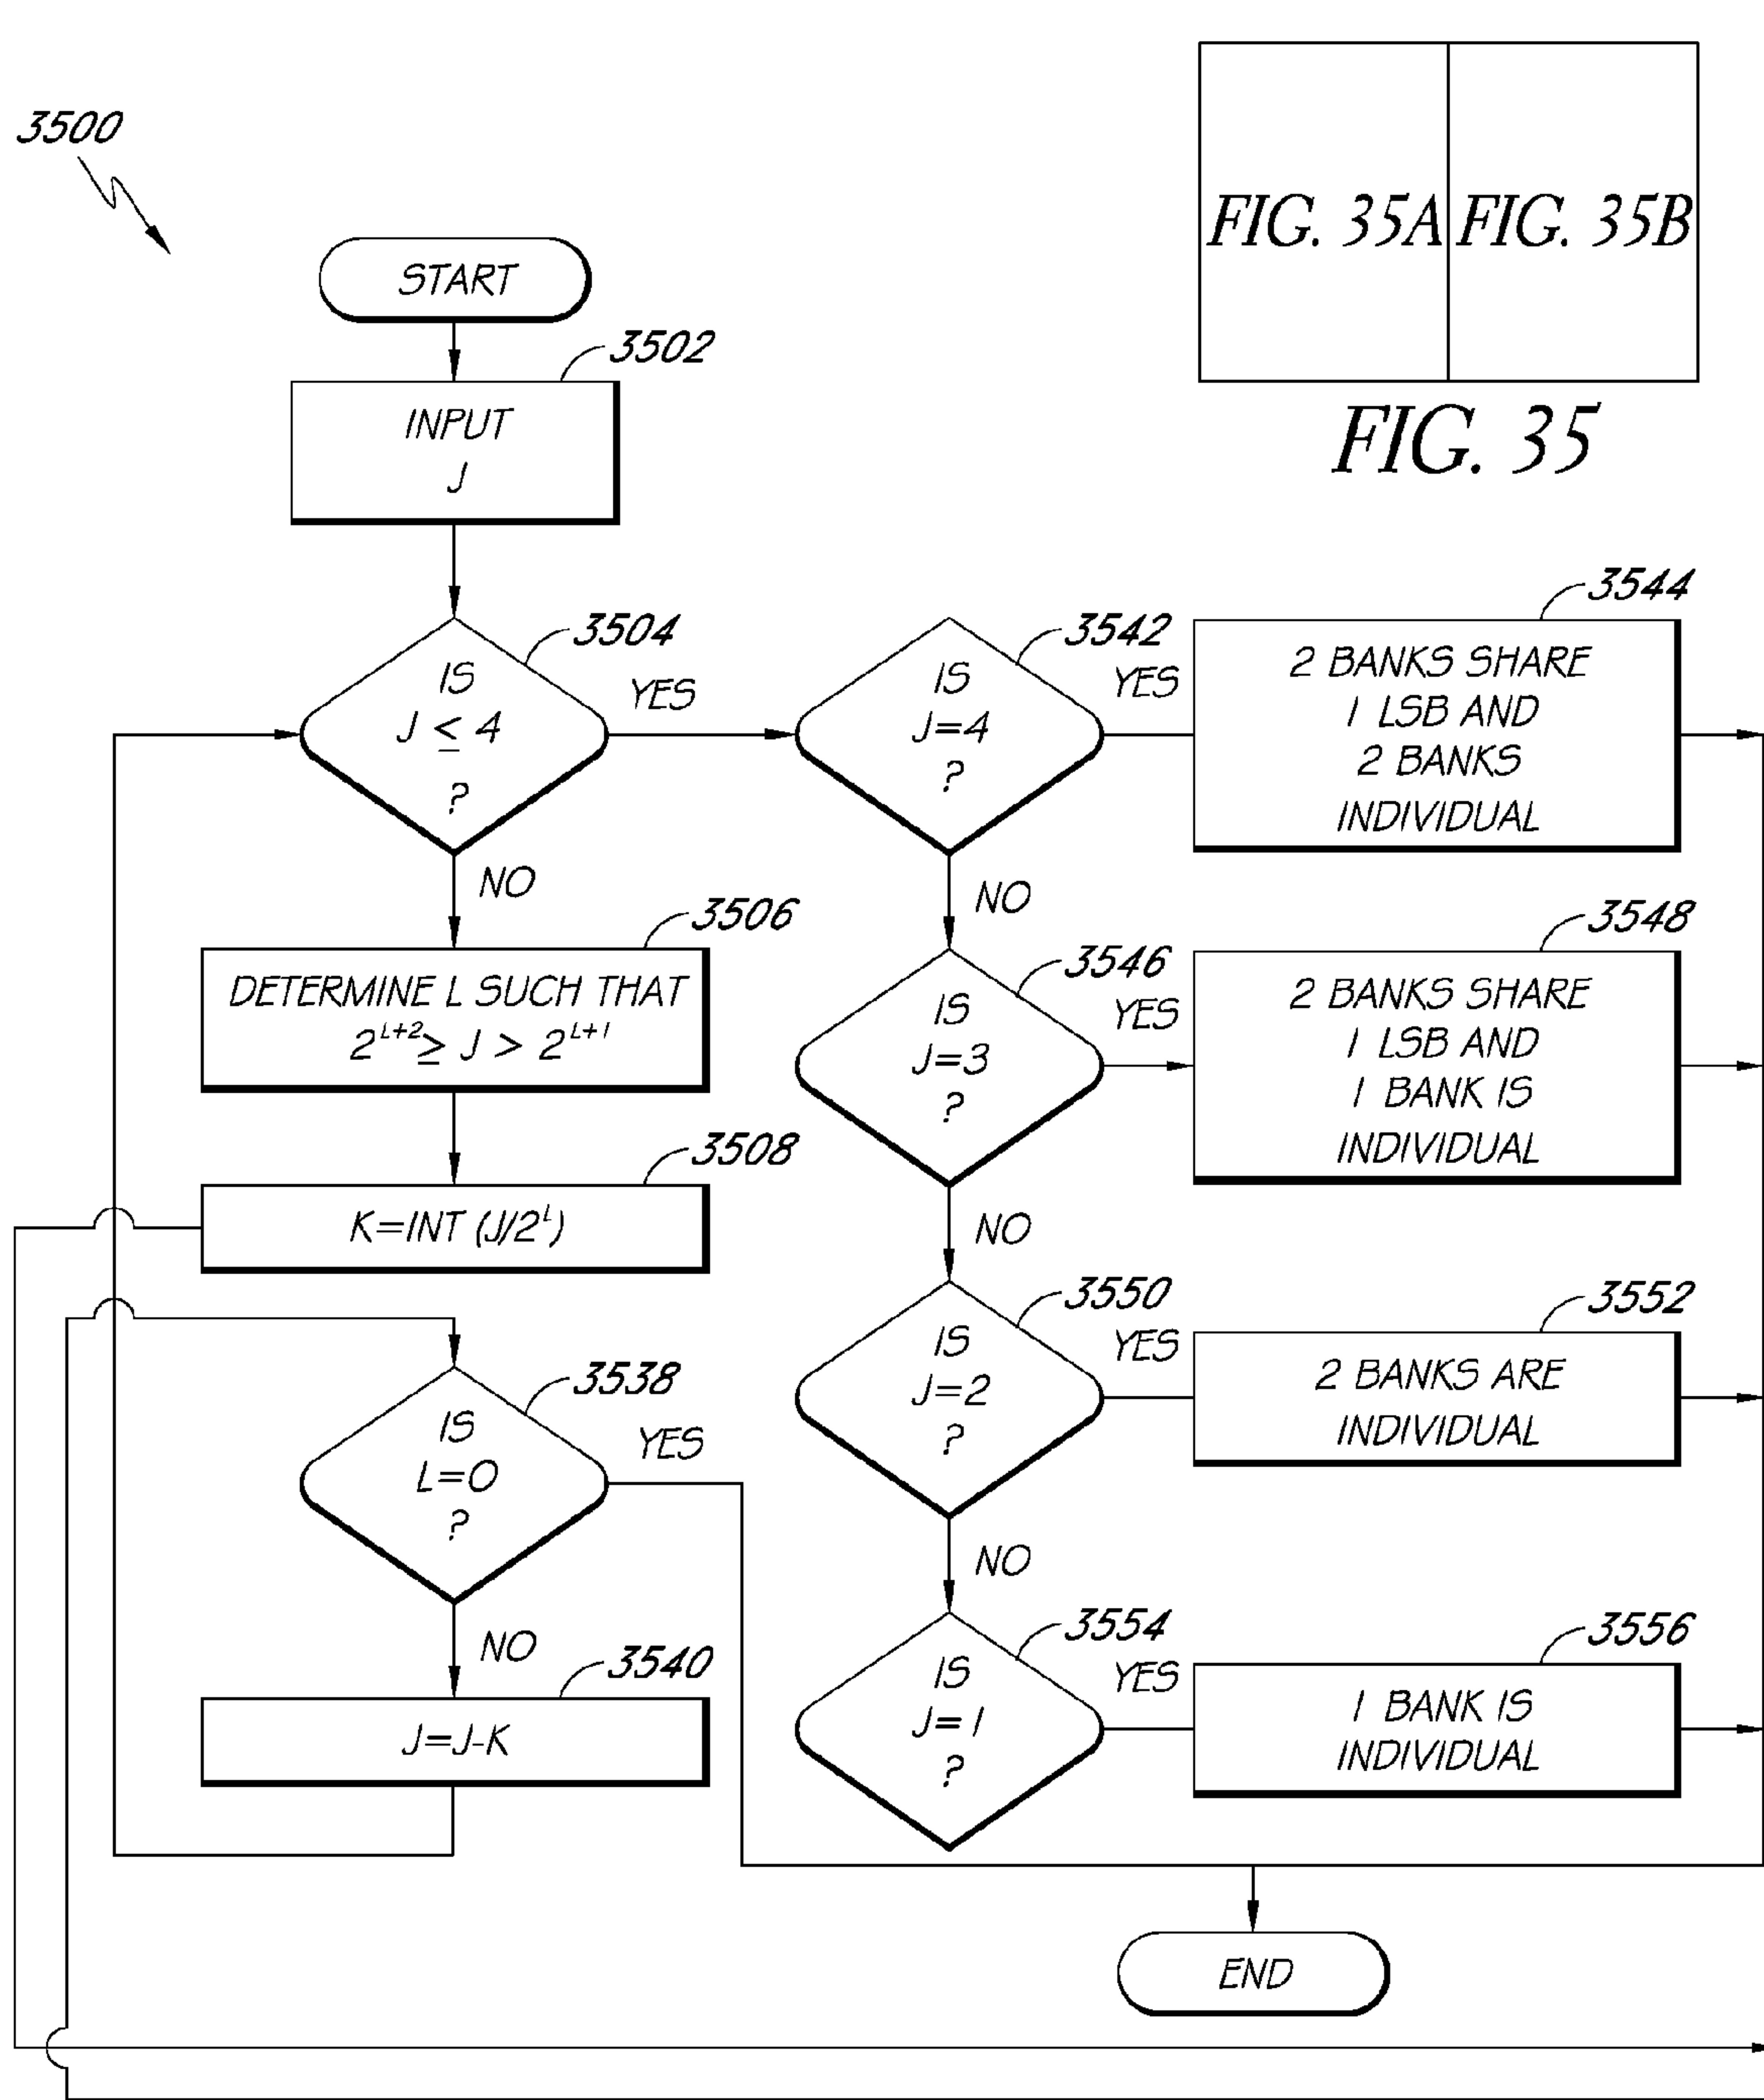 3500
FIG. 35A
FIG. 35B
FIG. 35
START
3502
INPUT
J
3504
IS
J ≤ 4
?
YES
NO
3506
DETERMINE L SUCH THAT
2^{L+2} ≥ J > 2^{L+1}
3508
K=INT (J/2^L)
3538
IS
L=0
?
YES
NO
3540
J=J-K
3542
IS
J=4
?
YES
NO
3544
2 BANKS SHARE
1 LSB AND
2 BANKS
INDIVIDUAL
3546
IS
J=3
?
YES
NO
3548
2 BANKS SHARE
1 LSB AND
1 BANK IS
INDIVIDUAL
3550
IS
J=2
?
YES
NO
3552
2 BANKS ARE
INDIVIDUAL
3554
IS
J=1
?
YES
3556
1 BANK IS
INDIVIDUAL
END